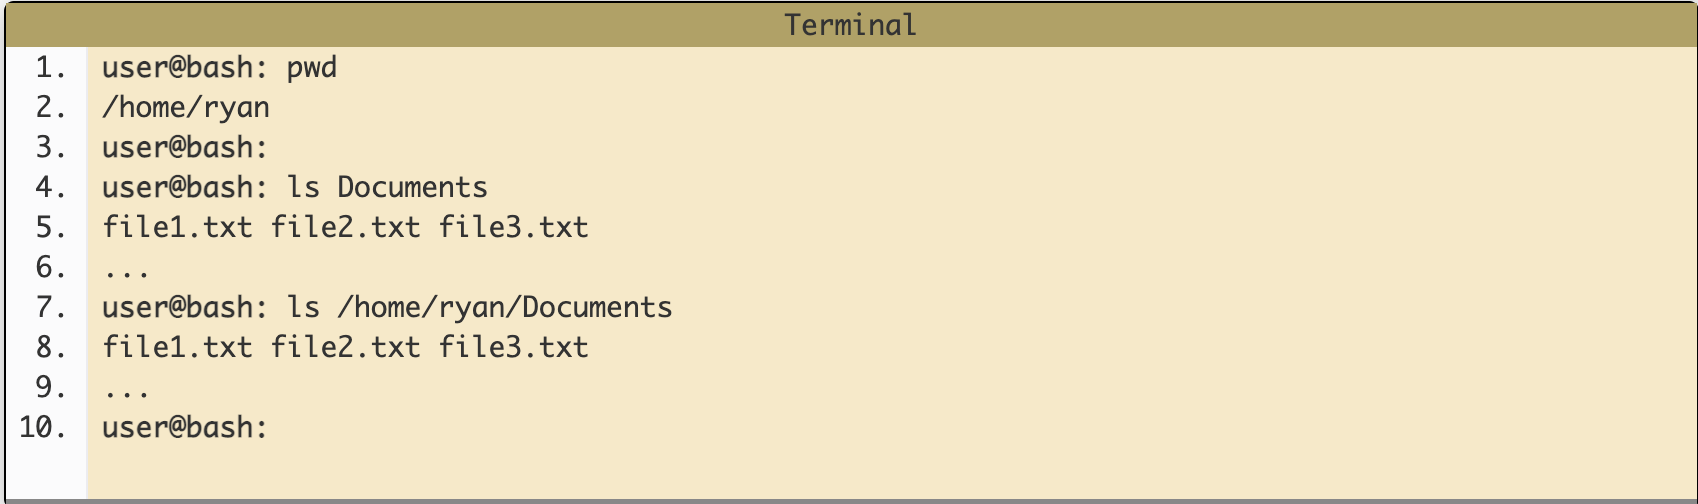 Terminal
1. user@bash: pwd
2. /home/ryan
3. user@bash:
4. user@bash: ls Documents
5. file1.txt file2.txt file3.txt
6. ...
7. user@bash: ls /home/ryan/Documents
8. file1.txt file2.txt file3.txt
9. ...
10. user@bash: